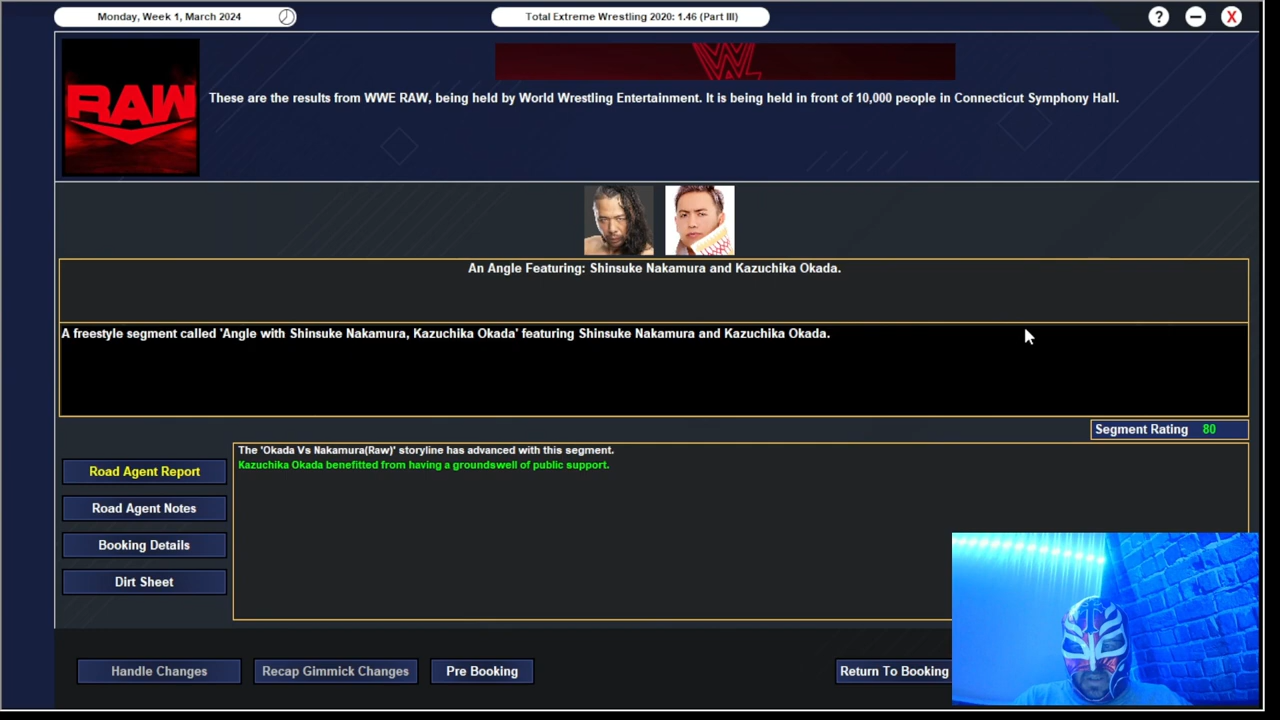 Monday, Week 1, March 2024
Total Extreme Wrestling 2020: 1.46 (Part III)
?
X
RAW
These are the results from WWE RAW, being held by World Wrestling Entertainment. It is being held in front of 10,000 people in Connecticut Symphony Hall.
An Angle Featuring: Shinsuke Nakamura and Kazuchika Okada.
A freestyle segment called 'Angle with Shinsuke Nakamura, Kazuchika Okada' featuring Shinsuke Nakamura and Kazuchika Okada.
Segment Rating 80
The 'Okada Vs Nakamura(Raw)' storyline has advanced with this segment.
Kazuchika Okada benefitted from having a groundswell of public support.
Road Agent Report
Road Agent Notes
Booking Details
Dirt Sheet
Handle Changes
Recap Gimmick Changes
Pre Booking
Return To Booking